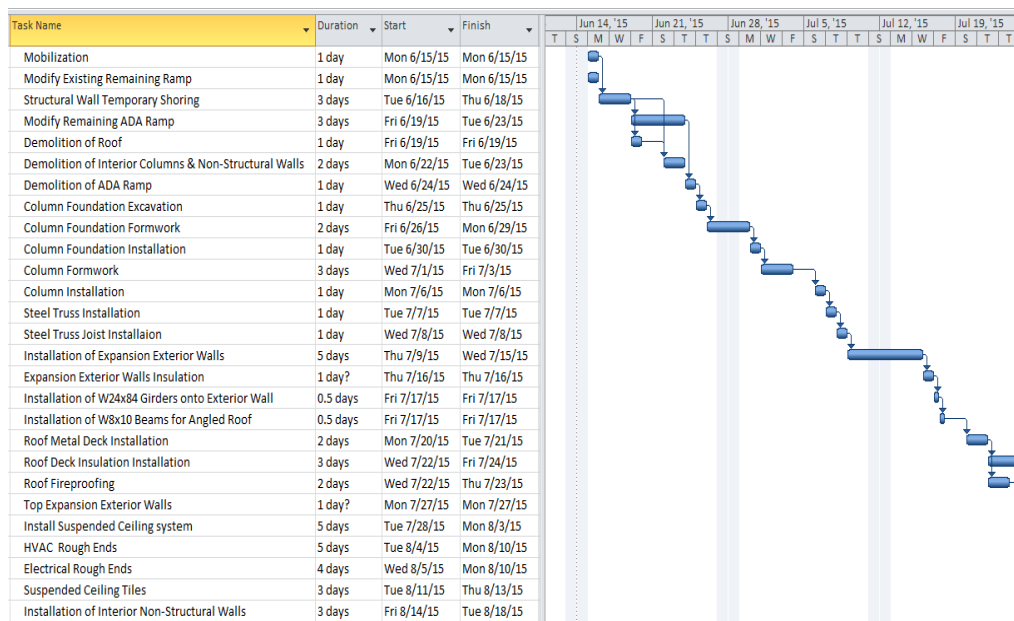 Task Name Duration Start Finish Jun 14, '15 Jun 21, '15 Jun 28, '15 Jul 5, '15 Jul 12, '15 Jul 19, '15
T S M W F S T T S M W F S T T S M W F S T T
Mobilization 1 day Mon 6/15/15 Mon 6/15/15
Modify Existing Remaining Ramp 1 day Mon 6/15/15 Mon 6/15/15
Structural Wall Temporary Shoring 3 days Tue 6/16/15 Thu 6/18/15
Modify Remaining ADA Ramp 3 days Fri 6/19/15 Tue 6/23/15
Demolition of Roof 1 day Fri 6/19/15 Fri 6/19/15
Demolition of Interior Columns & Non-Structural Walls 2 days Mon 6/22/15 Tue 6/23/15
Demolition of ADA Ramp 1 day Wed 6/24/15 Wed 6/24/15
Column Foundation Excavation 1 day Thu 6/25/15 Thu 6/25/15
Column Foundation Formwork 2 days Fri 6/26/15 Mon 6/29/15
Column Foundation Installation 1 day Tue 6/30/15 Tue 6/30/15
Column Formwork 3 days Wed 7/1/15 Fri 7/3/15
Column Installation 1 day Mon 7/6/15 Mon 7/6/15
Steel Truss Installation 1 day Tue 7/7/15 Tue 7/7/15
Steel Truss Joist Installaion 1 day Wed 7/8/15 Wed 7/8/15
Installation of Expansion Exterior Walls 5 days Thu 7/9/15 Wed 7/15/15
Expansion Exterior Walls Insulation 1 day? Thu 7/16/15 Thu 7/16/15
Installation of W24x84 Girders onto Exterior Wall 0.5 days Fri 7/17/15 Fri 7/17/15
Installation of W8x10 Beams for Angled Roof 0.5 days Fri 7/17/15 Fri 7/17/15
Roof Metal Deck Installation 2 days Mon 7/20/15 Tue 7/21/15
Roof Deck Insulation Installation 3 days Wed 7/22/15 Fri 7/24/15
Roof Fireproofing 2 days Wed 7/22/15 Thu 7/23/15
Top Expansion Exterior Walls 1 day? Mon 7/27/15 Mon 7/27/15
Install Suspended Ceiling system 5 days Tue 7/28/15 Mon 8/3/15
HVAC Rough Ends 5 days Tue 8/4/15 Mon 8/10/15
Electrical Rough Ends 4 days Wed 8/5/15 Mon 8/10/15
Suspended Ceiling Tiles 3 days Tue 8/11/15 Thu 8/13/15
Installation of Interior Non-Structural Walls 3 days Fri 8/14/15 Tue 8/18/15